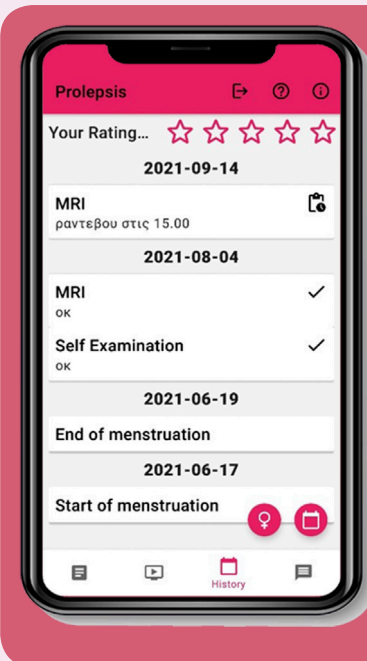 Prolepsis
Your Rating...
2021-09-14
MRI
ραντεβου στις 15.00
2021-08-04
MRI
οκ
Self Examination
οκ
2021-06-19
End of menstruation
2021-06-17
Start of menstruation
History